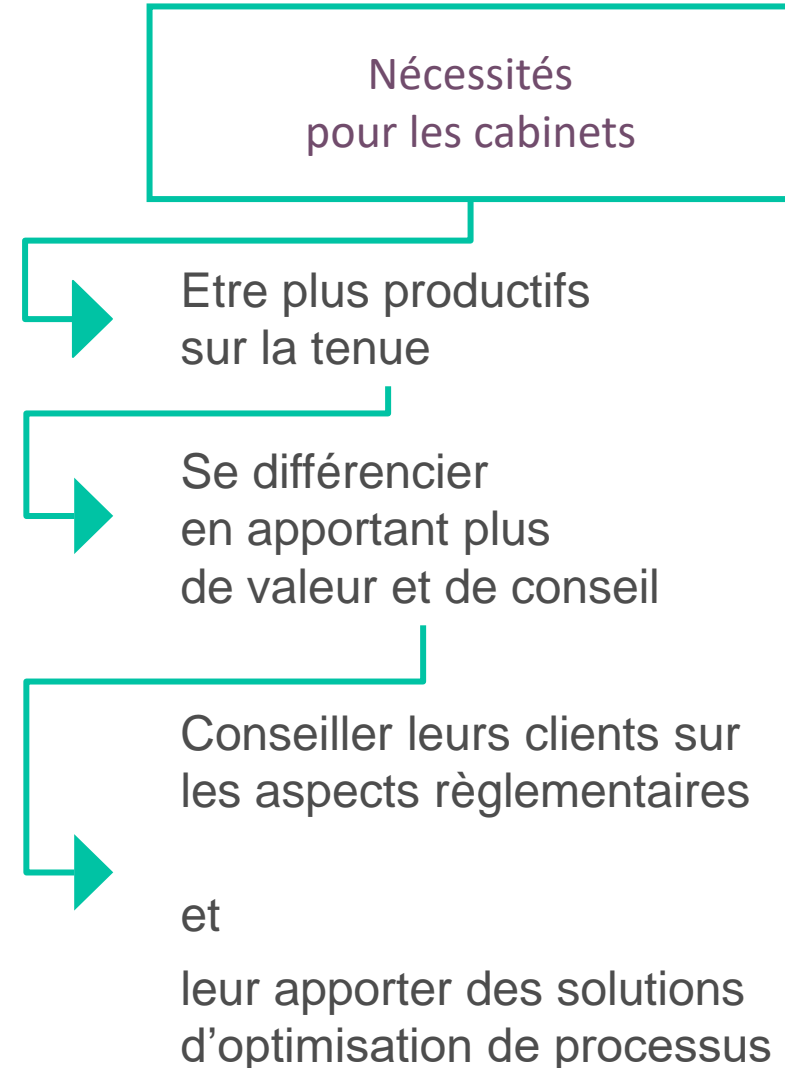 Nécessités
pour les cabinets
Etre plus productifs
sur la tenue
Se différencier
en apportant plus
de valeur et de conseil
Conseiller leurs clients sur
les aspects règlementaires
et
leur apporter des solutions
d’optimisation de processus